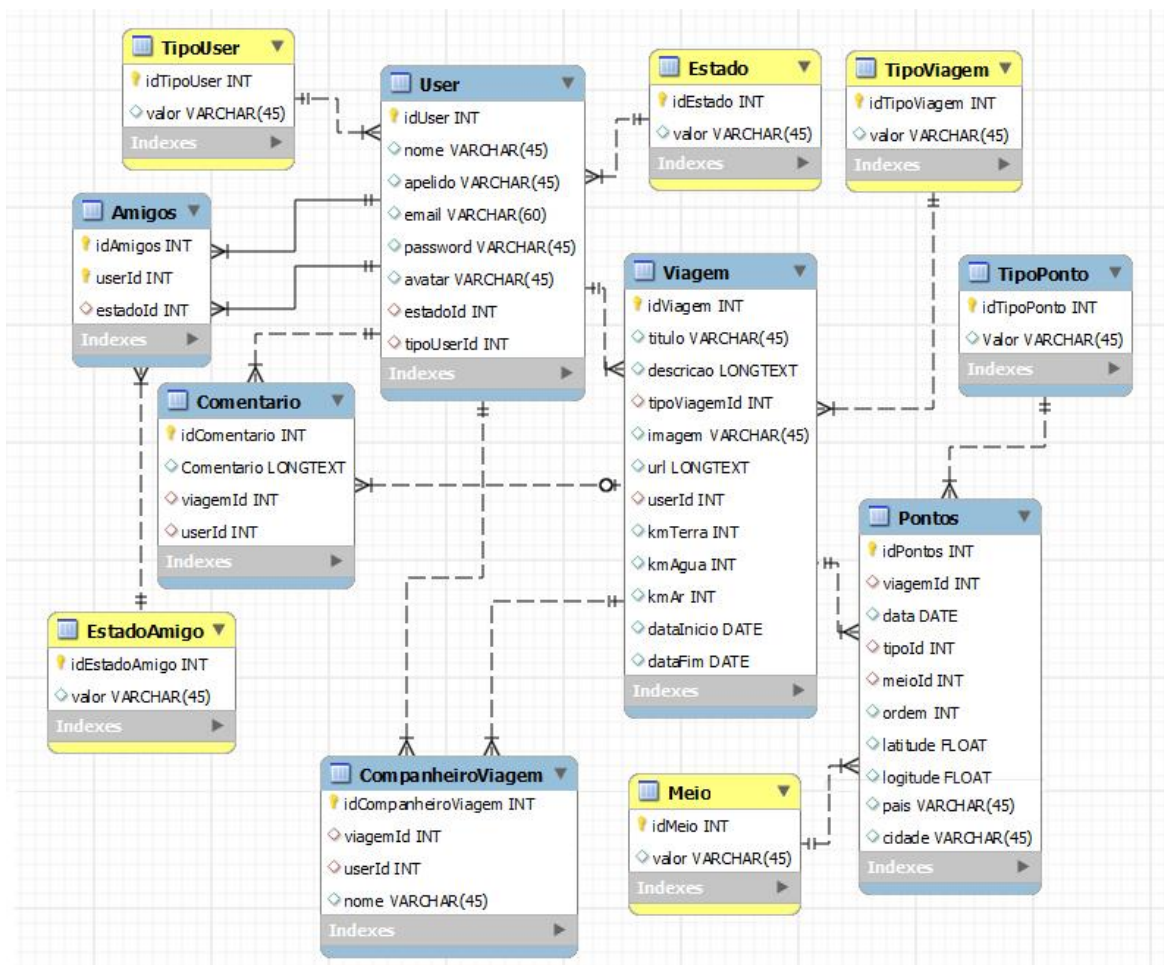 TipoUser
idTipoUser INT
valor VARCHAR(45)
Indexes
User
idUser INT
nome VARCHAR(45)
apelido VARCHAR(45)
email VARCHAR(60)
password VARCHAR(45)
avatar VARCHAR(45)
estadoId INT
tipoUserId INT
Indexes
Estado
idEstado INT
valor VARCHAR(45)
Indexes
TipoViagem
idTipoViagem INT
valor VARCHAR(45)
Indexes
Amigos
idAmigos INT
userId INT
estadoId INT
Indexes
Viagem
idViagem INT
titulo VARCHAR(45)
descricao LONGTEXT
tipoViagemId INT
imagem VARCHAR(45)
url LONGTEXT
userId INT
kmTerra INT
kmAgua INT
kmAr INT
dataInicio DATE
dataFim DATE
Indexes
TipoPonto
idTipoPonto INT
Valor VARCHAR(45)
Indexes
Comentario
idComentario INT
Comentario LONGTEXT
viagemId INT
userId INT
Indexes
Pontos
idPontos INT
viagemId INT
data DATE
tipoId INT
meioId INT
ordem INT
latitude FLOAT
logitude FLOAT
pais VARCHAR(45)
cidade VARCHAR(45)
Indexes
EstadoAmigo
idEstadoAmigo INT
valor VARCHAR(45)
Indexes
CompanheiroViagem
idCompanheiroViagem INT
viagemId INT
userId INT
nome VARCHAR(45)
Indexes
Meio
idMeio INT
valor VARCHAR(45)
Indexes